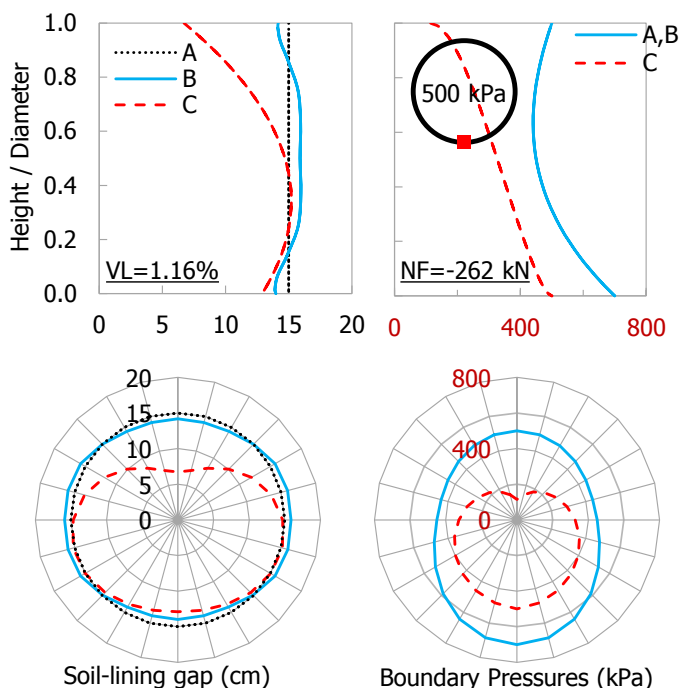 1.0
0.8
0.6
0.4
0.2
0.0
Height / Diameter
A
B
C
VL=1.16%
0 5 10 15 20
A,B
C
500 kPa
NF=-262 kN
0 400 800
20
15
10
5
0
Soil-lining gap (cm)
800
400
0
Boundary Pressures (kPa)